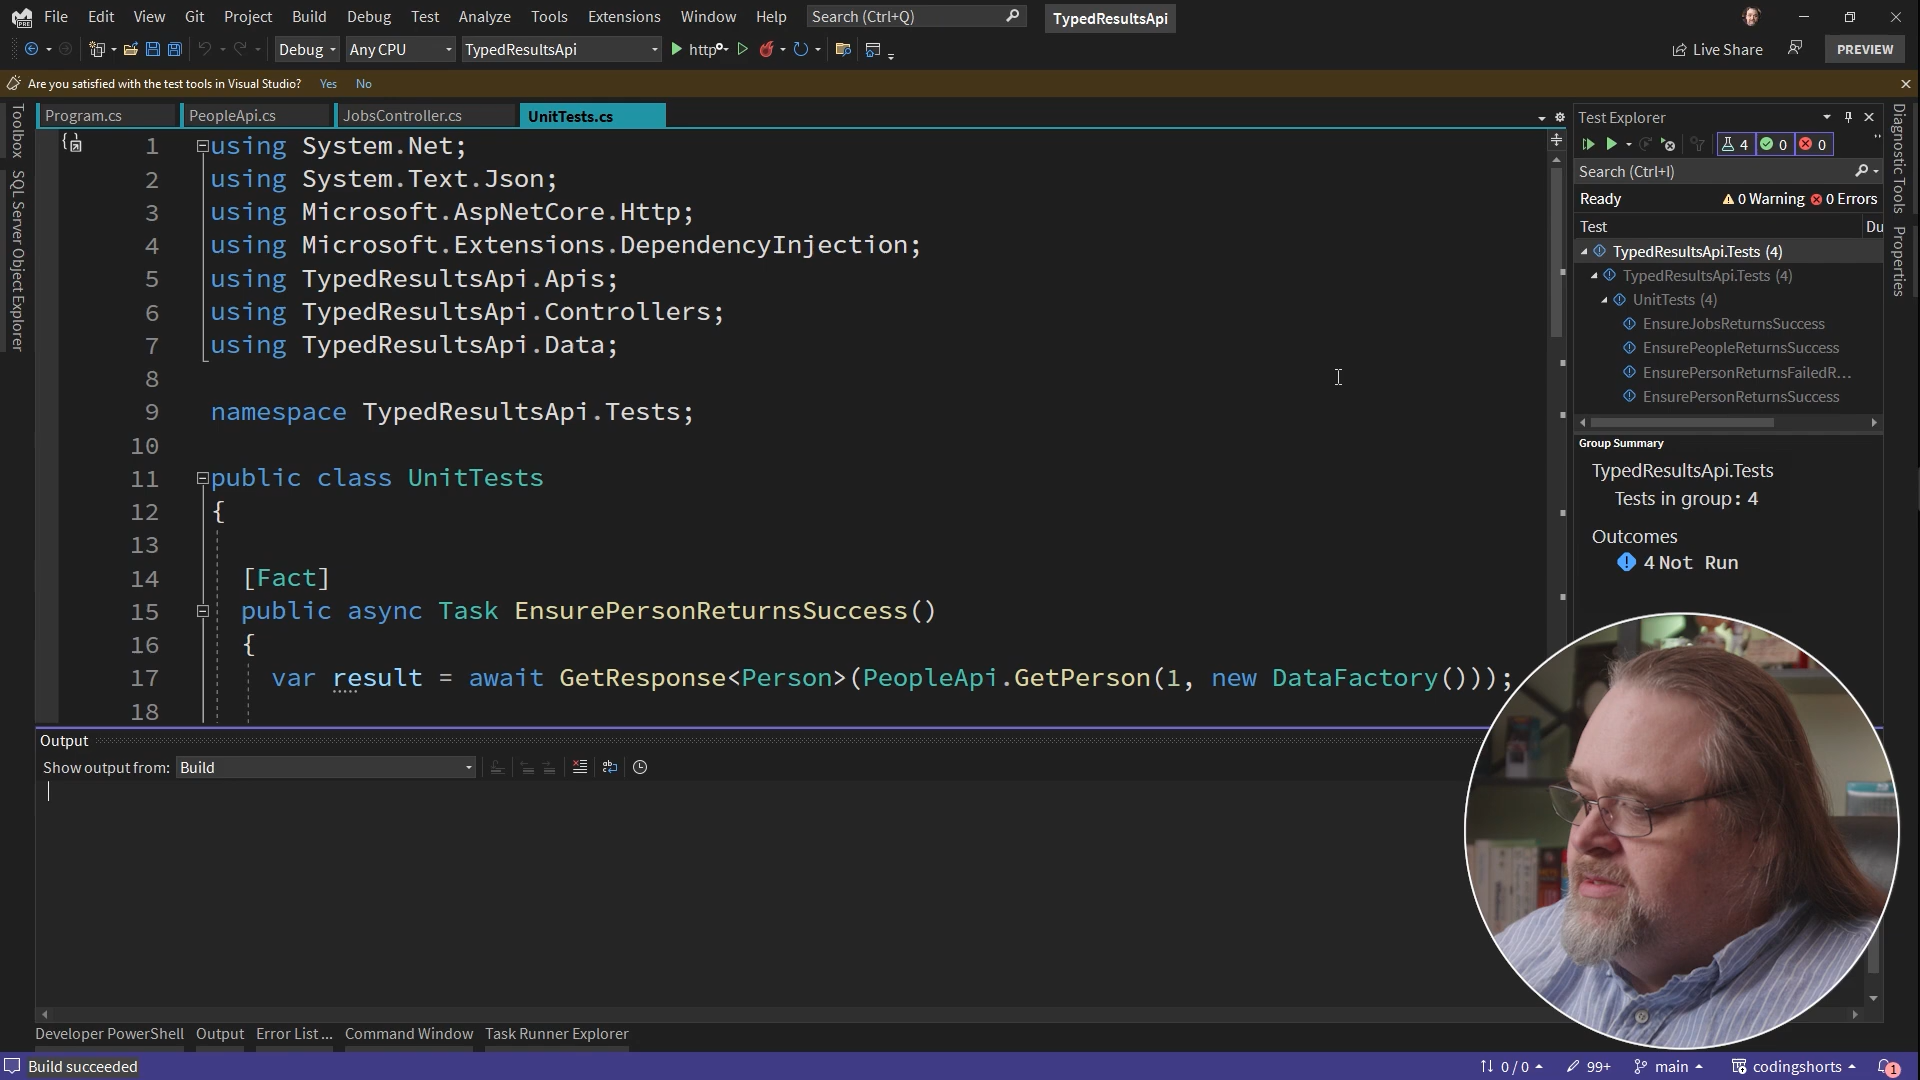 File Edit View Git Project Build Debug Test Analyze Tools Extensions Window Help Search (Ctrl+Q) TypedResultsApi
Debug Any CPU TypedResultsApi http Live Share PREVIEW
Are you satisfied with the test tools in Visual Studio? Yes No
Toolbox
SQL Server Object Explorer
Program.cs PeopleApi.cs JobsController.cs UnitTests.cs
1 using System.Net;
2 using System.Text.Json;
3 using Microsoft.AspNetCore.Http;
4 using Microsoft.Extensions.DependencyInjection;
5 using TypedResultsApi.Apis;
6 using TypedResultsApi.Controllers;
7 using TypedResultsApi.Data;
8
9 namespace TypedResultsApi.Tests;
10
11 public class UnitTests
12 {
13
14 [Fact]
15 public async Task EnsurePersonReturnsSuccess()
16 {
17 var result = await GetResponse<Person>(PeopleApi.GetPerson(1, new DataFactory()));
18
Test Explorer
4 0 0
Search (Ctrl+I)
Ready 0 Warning 0 Errors
Test Du
TypedResultsApi.Tests (4)
TypedResultsApi.Tests (4)
UnitTests (4)
EnsureJobsReturnsSuccess
EnsurePeopleReturnsSuccess
EnsurePersonReturnsFailedR...
EnsurePersonReturnsSuccess
Group Summary
TypedResultsApi.Tests
Tests in group: 4
Outcomes
4 Not Run
Diagnostic Tools
Properties
Output
Show output from: Build
Developer PowerShell Output Error List ... Command Window Task Runner Explorer
Build succeeded 0 / 0 99+ main codingshorts 1